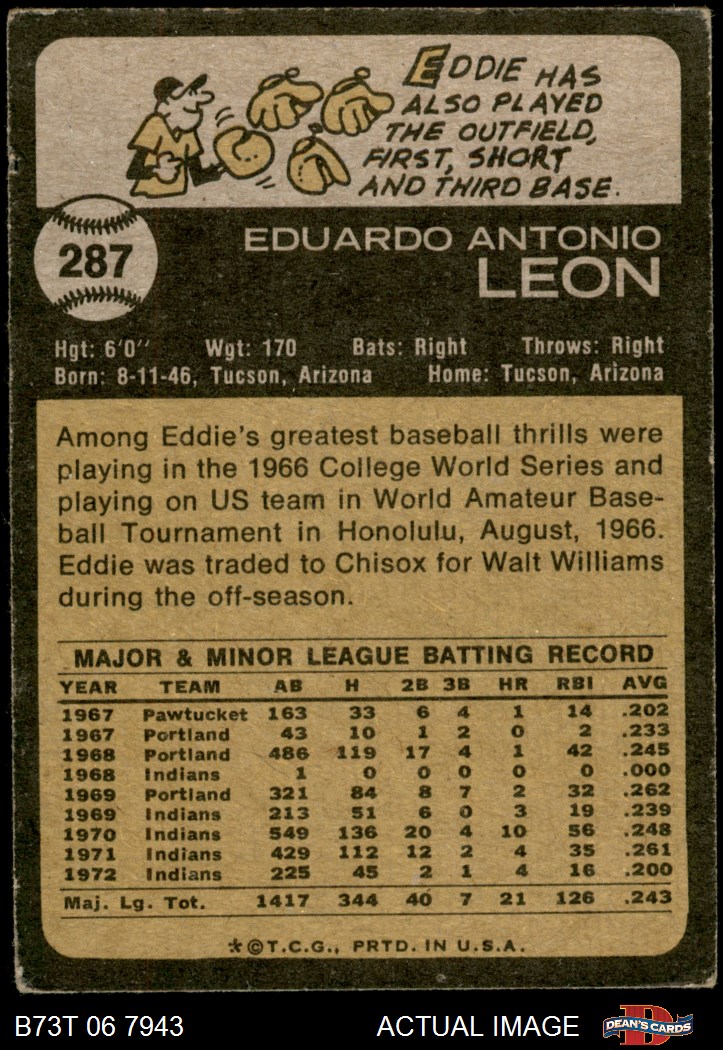 EDDIE HAS
ALSO PLAYED
THE OUTFIELD,
FIRST, SHORT
AND THIRD BASE.
287
EDUARDO ANTONIO
LEON
Hgt: 6'0'' Wgt: 170 Bats: Right Throws: Right
Born: 8-11-46, Tucson, Arizona Home: Tucson, Arizona
Among Eddie's greatest baseball thrills were
playing in the 1966 College World Series and
playing on US team in World Amateur Base-
ball Tournament in Honolulu, August, 1966.
Eddie was traded to Chisox for Walt Williams
during the off-season.
MAJOR & MINOR LEAGUE BATTING RECORD
YEAR TEAM AB H 2B 3B HR RBI AVG
1967 Pawtucket 163 33 6 4 1 14 .202
1967 Portland 43 10 1 2 0 2 .233
1968 Portland 486 119 17 4 1 42 .245
1968 Indians 1 0 0 0 0 0 .000
1969 Portland 321 84 8 7 2 32 .262
1969 Indians 213 51 6 0 3 19 .239
1970 Indians 549 136 20 4 10 56 .248
1971 Indians 429 112 12 2 4 35 .261
1972 Indians 225 45 2 1 4 16 .200
Maj. Lg. Tot. 1417 344 40 7 21 126 .243
*©T.C.G., PRTD. IN U.S.A.
B73T 06 7943 ACTUAL IMAGE D DEAN'S CARDS